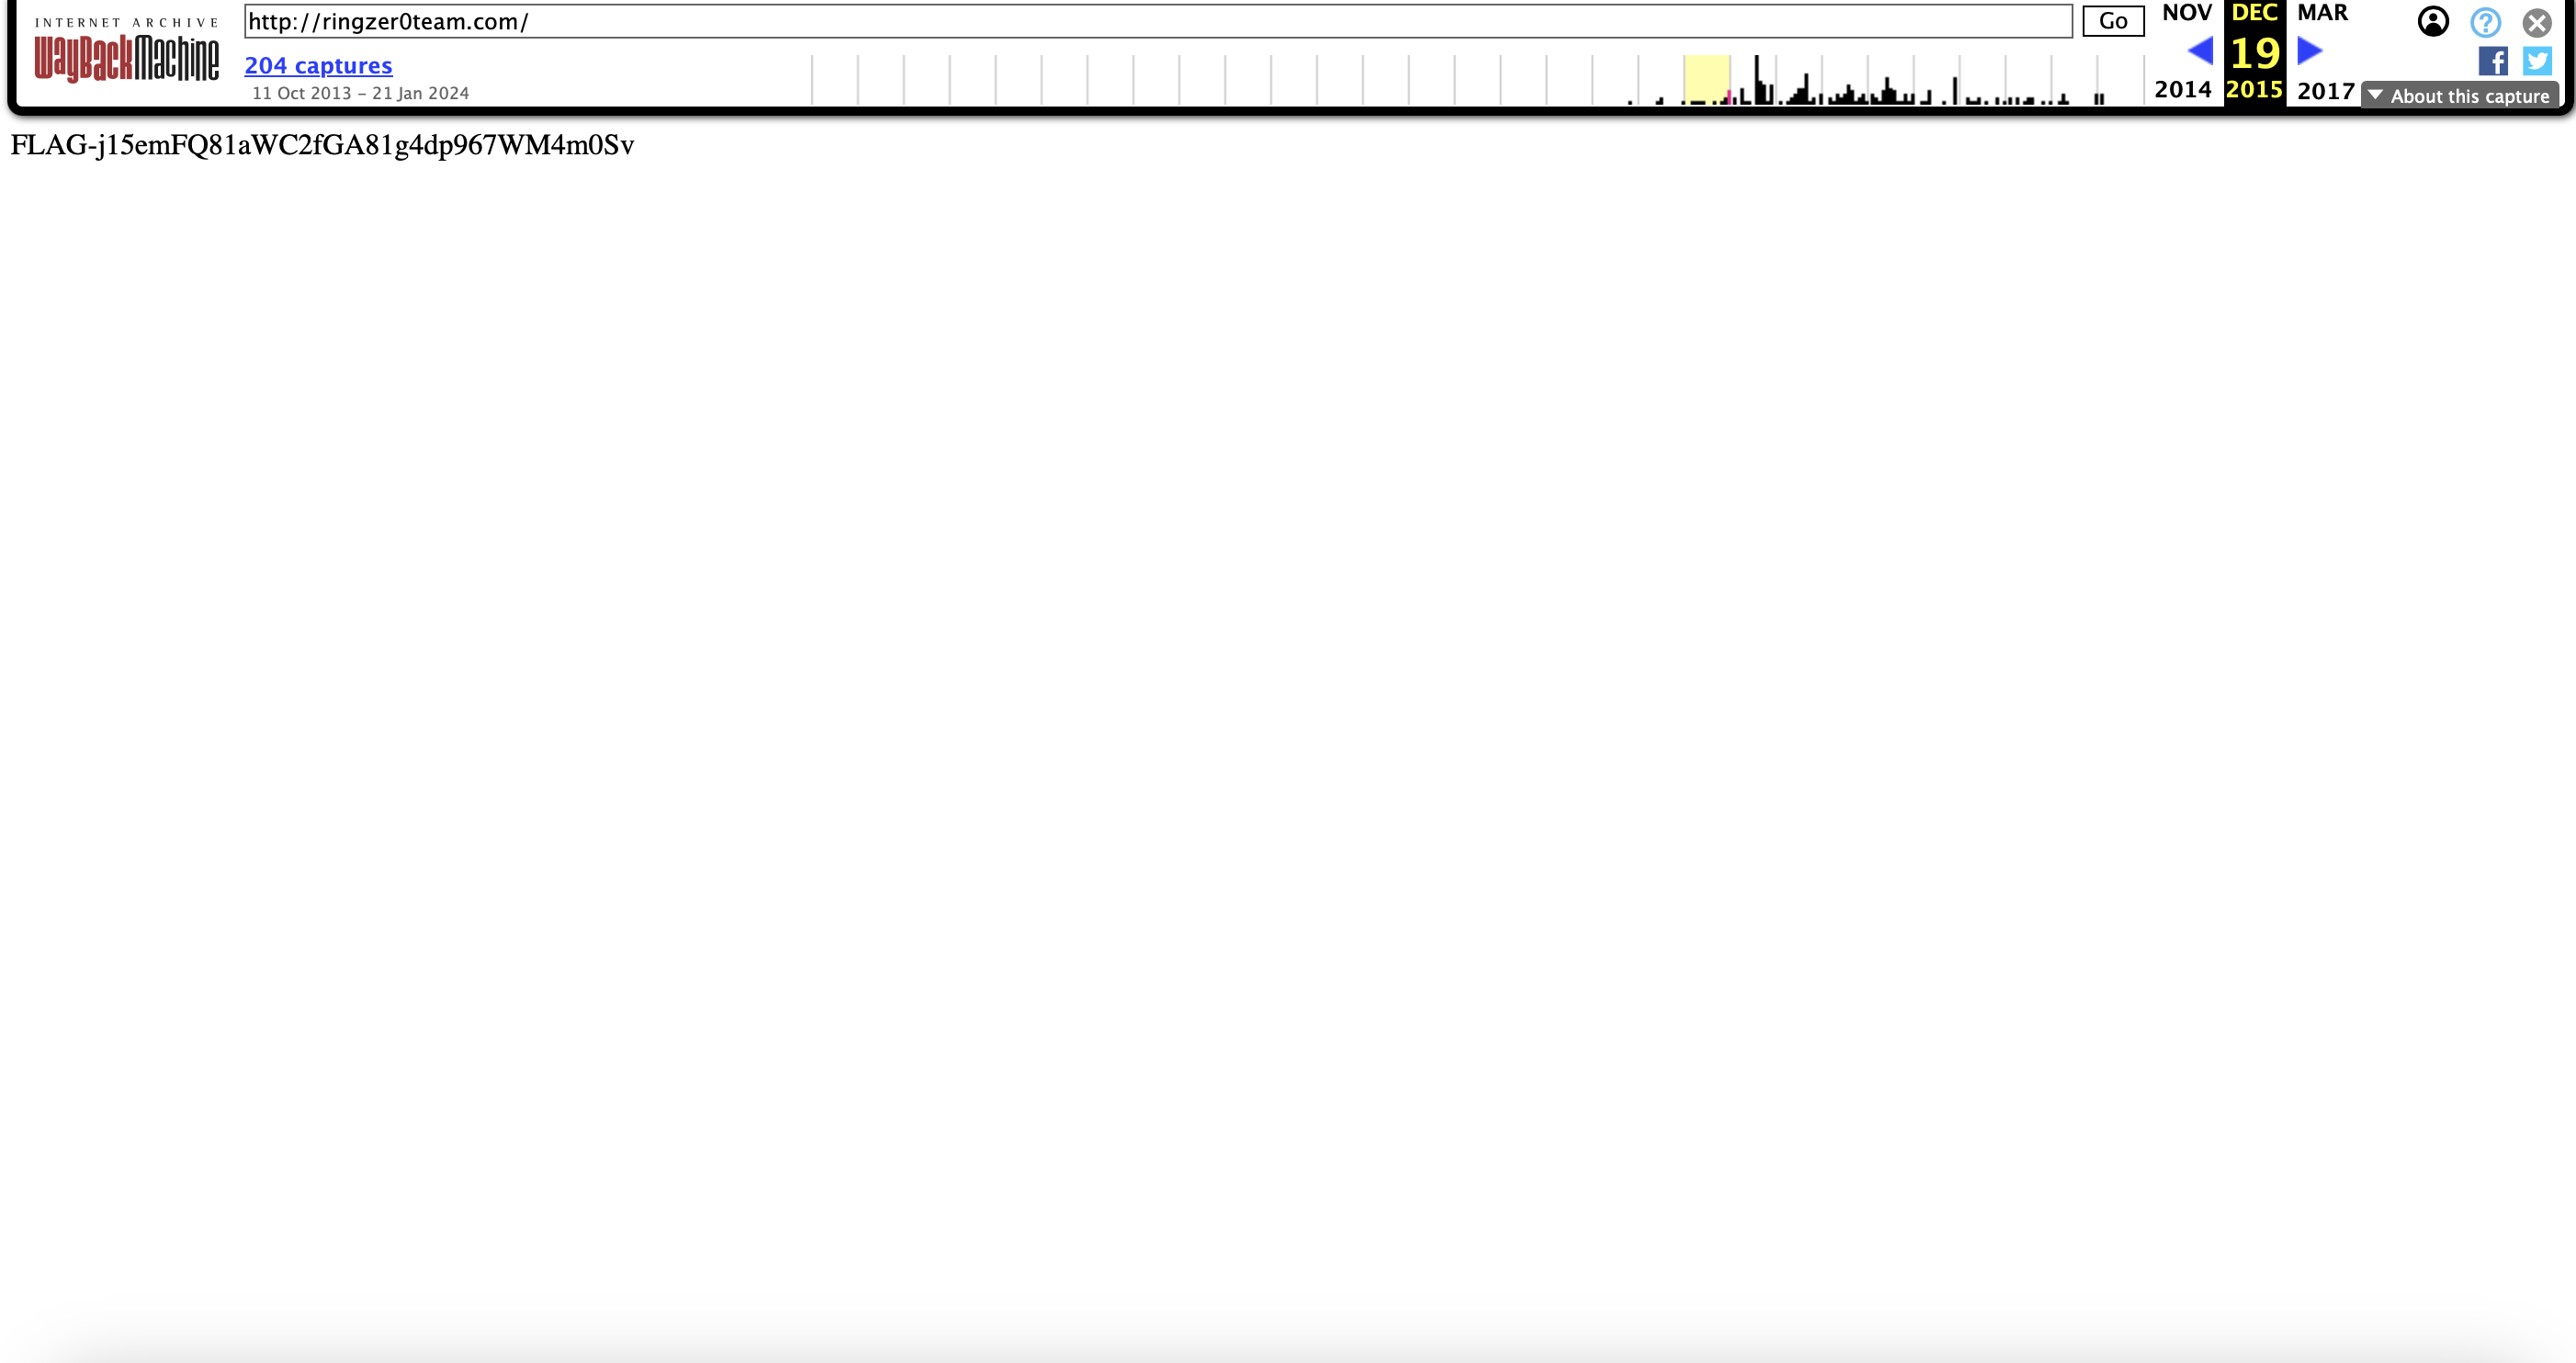 INTERNET ARCHIVE
WayBackMachine
http://ringzer0team.com/
Go
204 captures
11 Oct 2013 – 21 Jan 2024
NOV DEC MAR
19
2014 2015 2017
?
f
About this capture
FLAG-j15emFQ81aWC2fGA81g4dp967WM4m0Sv